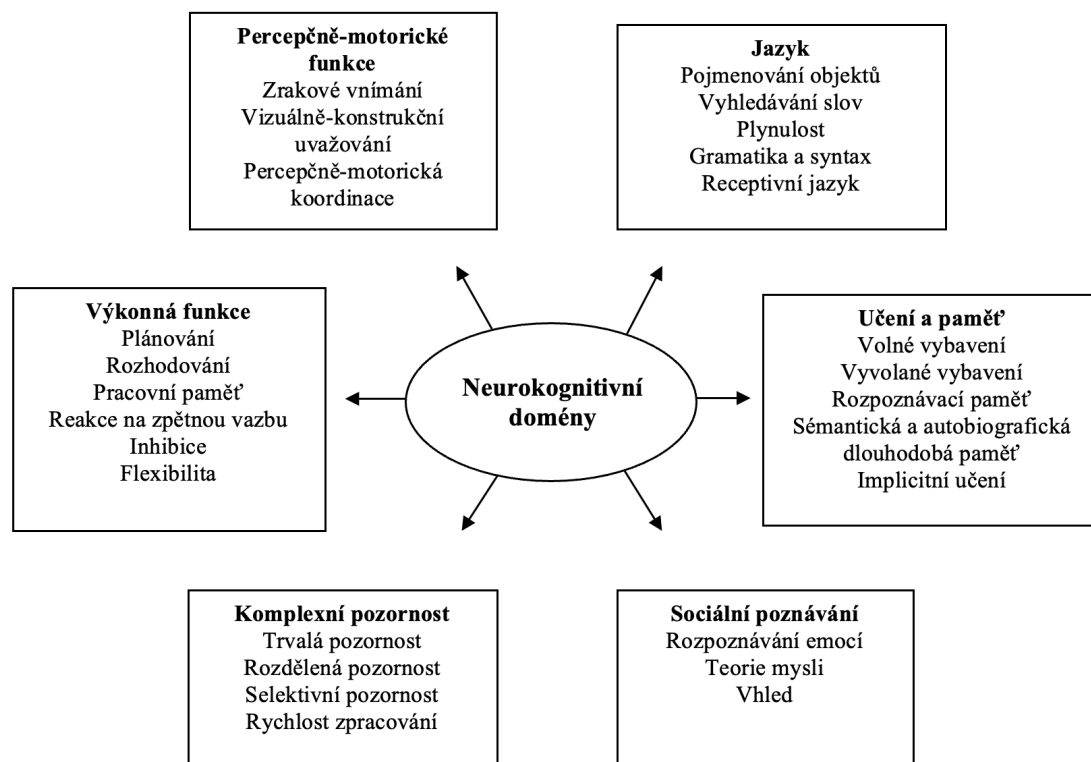 Percepčně-motorické
funkce
Zrakové vnímání
Vizuálně-konstrukční
uvažování
Percepčně-motorická
koordinace
Jazyk
Pojmenování objektů
Vyhledávání slov
Plynulost
Gramatika a syntax
Receptivní jazyk
Výkonná funkce
Plánování
Rozhodování
Pracovní paměť
Reakce na zpětnou vazbu
Inhibice
Flexibilita
Neurokognitivní
domény
Učení a paměť
Volné vybavení
Vyvolané vybavení
Rozpoznávací paměť
Sémantická a autobiografická
dlouhodobá paměť
Implicitní učení
Komplexní pozornost
Trvalá pozornost
Rozdělená pozornost
Selektivní pozornost
Rychlost zpracování
Sociální poznávání
Rozpoznávání emocí
Teorie mysli
Vhled